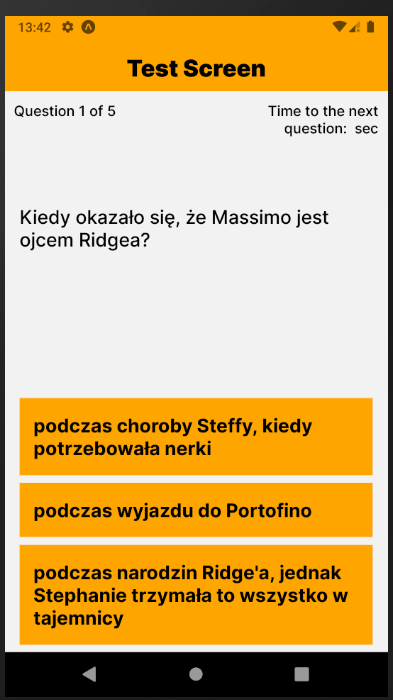 13:42
Test Screen
Question 1 of 5
Time to the next
question: sec
Kiedy okazało się, że Massimo jest
ojcem Ridgea?
podczas choroby Steffy, kiedy
potrzebowała nerki
podczas wyjazdu do Portofino
podczas narodzin Ridge'a, jednak
Stephanie trzymała to wszystko w
tajemnicy